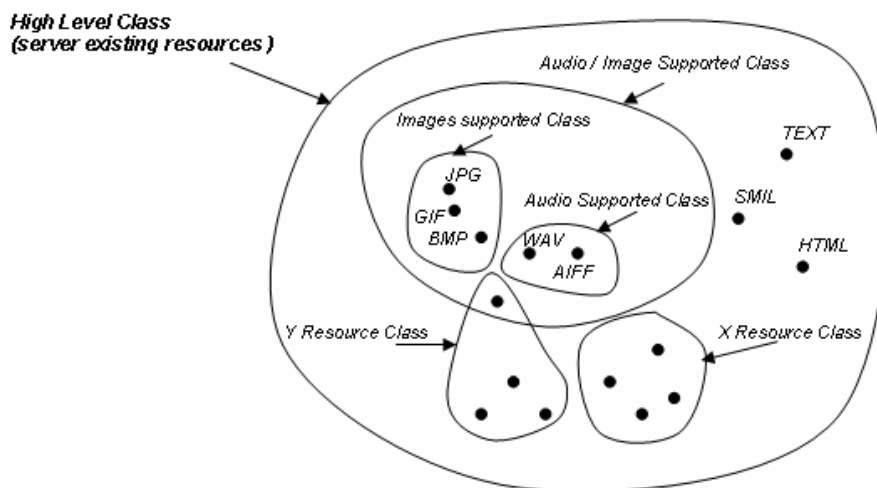 High Level Class
(server existing resources )
Audio / Image Supported Class
Images supported Class
TEXT
JPG
Audio Supported Class
SMIL
GIF
BMP
WAV
HTML
AIFF
Y Resource Class
X Resource Class